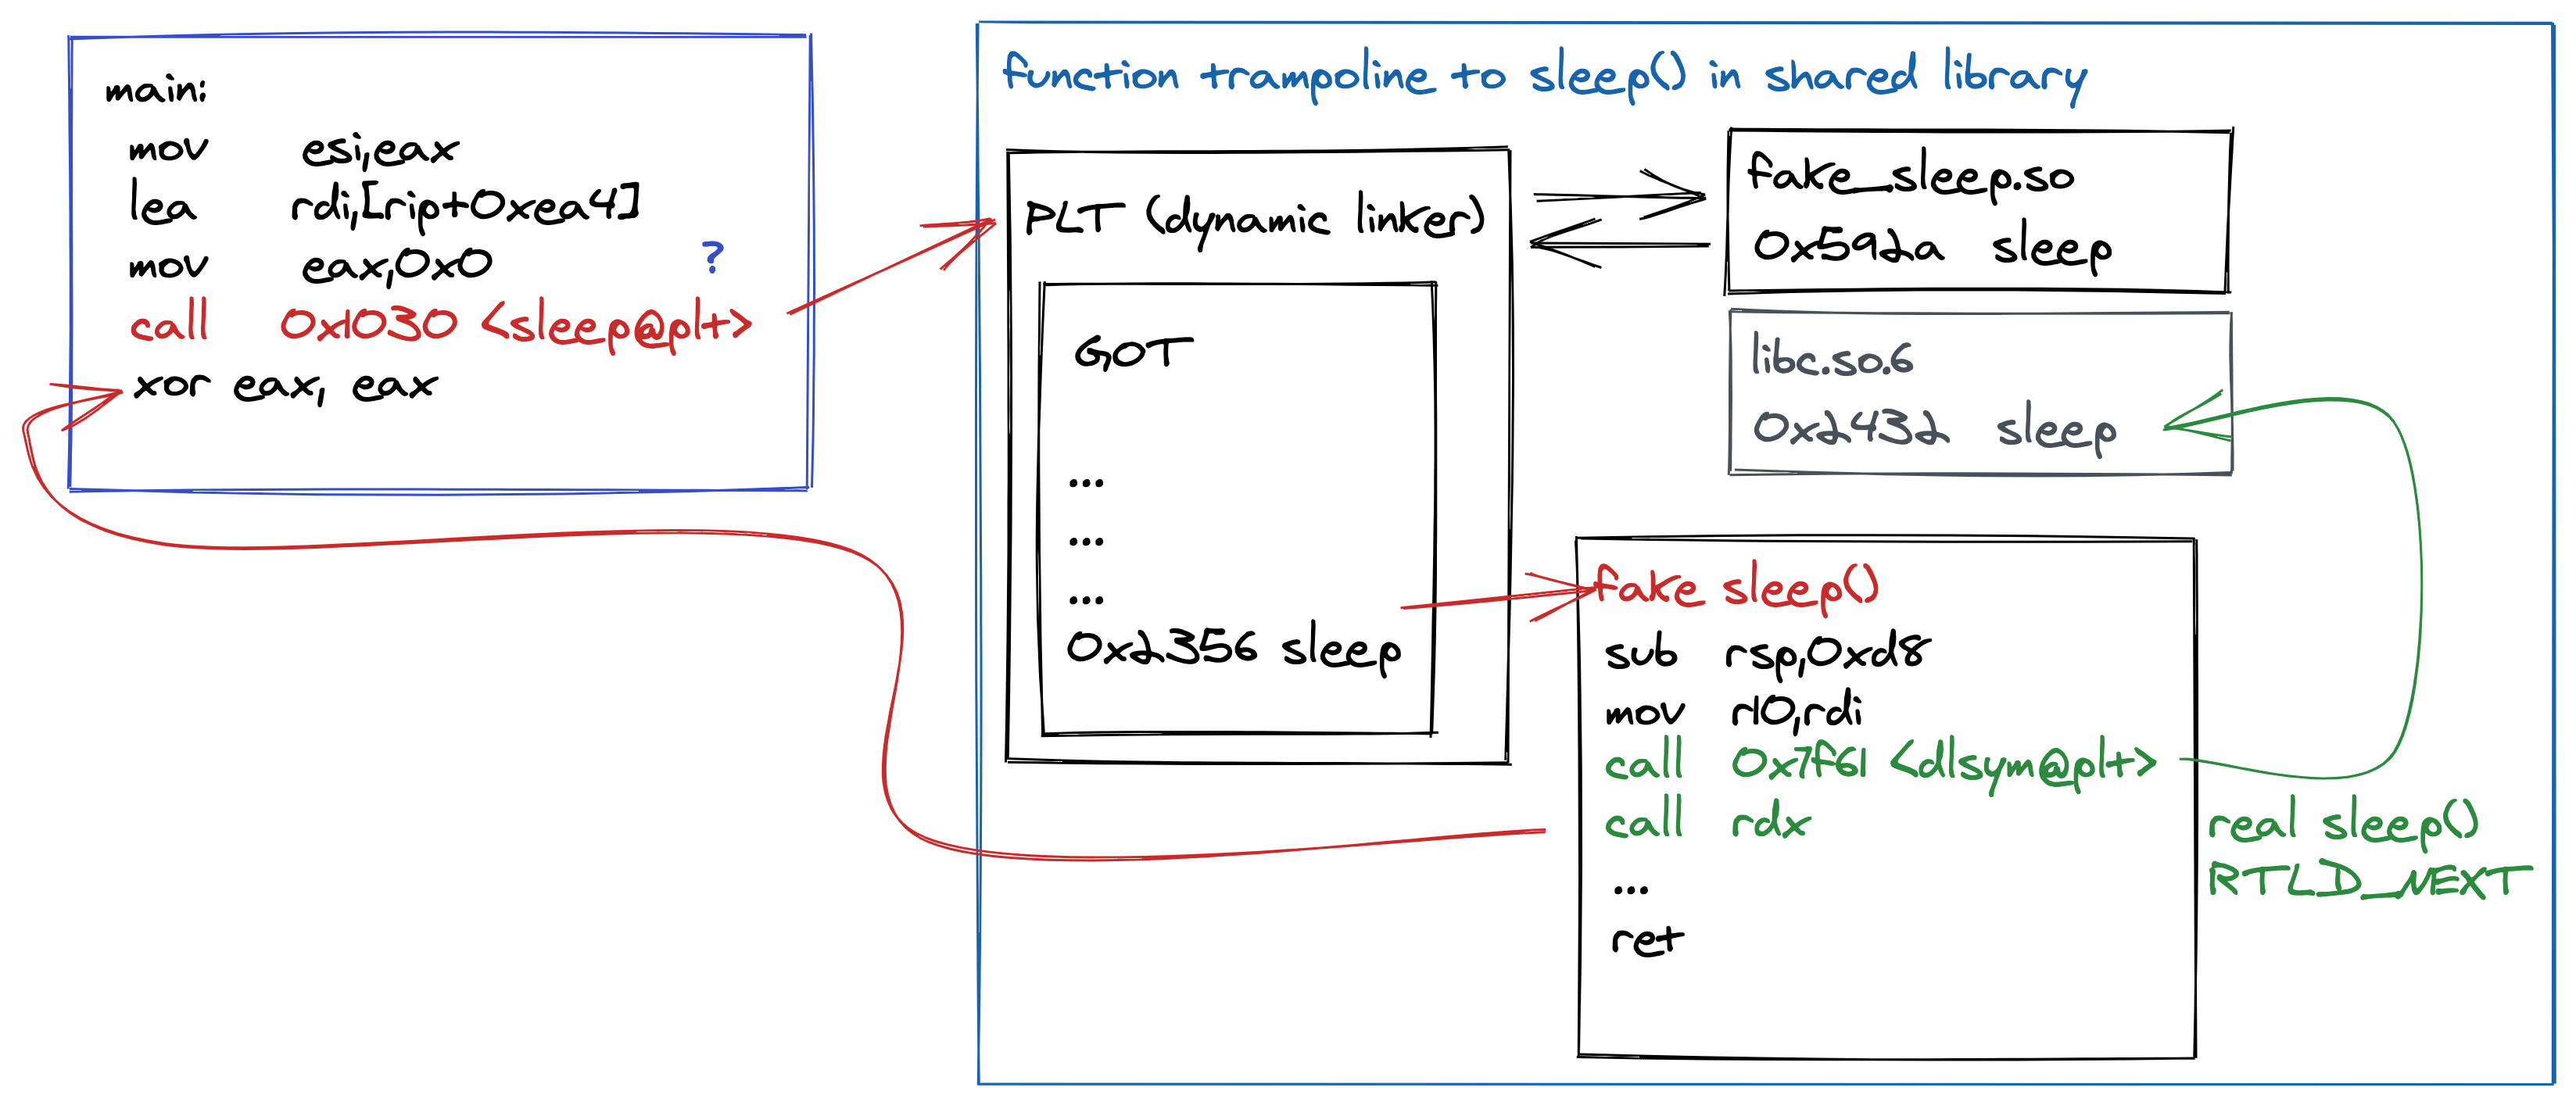 main:
mov esi,eax
lea rdi,[rip+0xea4]
mov eax,0x0
?
call 0x1030 <sleep@plt>
xor eax, eax
function trampoline to sleep() in shared library
PLT (dynamic linker)
GOT
...
...
...
0x2356 sleep
fake_sleep.so
0x592a sleep
libc.so.6
0x2432 sleep
fake sleep()
sub rsp,0xd8
mov r10,rdi
call 0x7f61 <dlsym@plt>
call rdx
...
ret
real sleep()
RTLD_NEXT